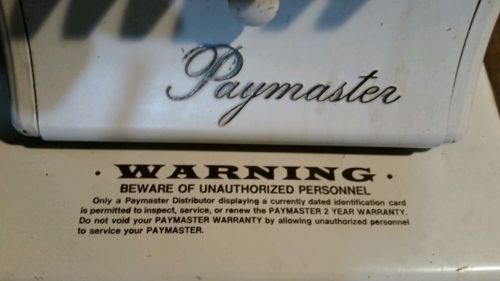 Paymaster
· WARNING ·
BEWARE OF UNAUTHORIZED PERSONNEL
Only a Paymaster Distributor displaying a currently dated identification card
is permitted to inspect, service, or renew the PAYMASTER 2 YEAR WARRANTY.
Do not void your PAYMASTER WARRANTY by allowing unauthorized personnel
to service your PAYMASTER.